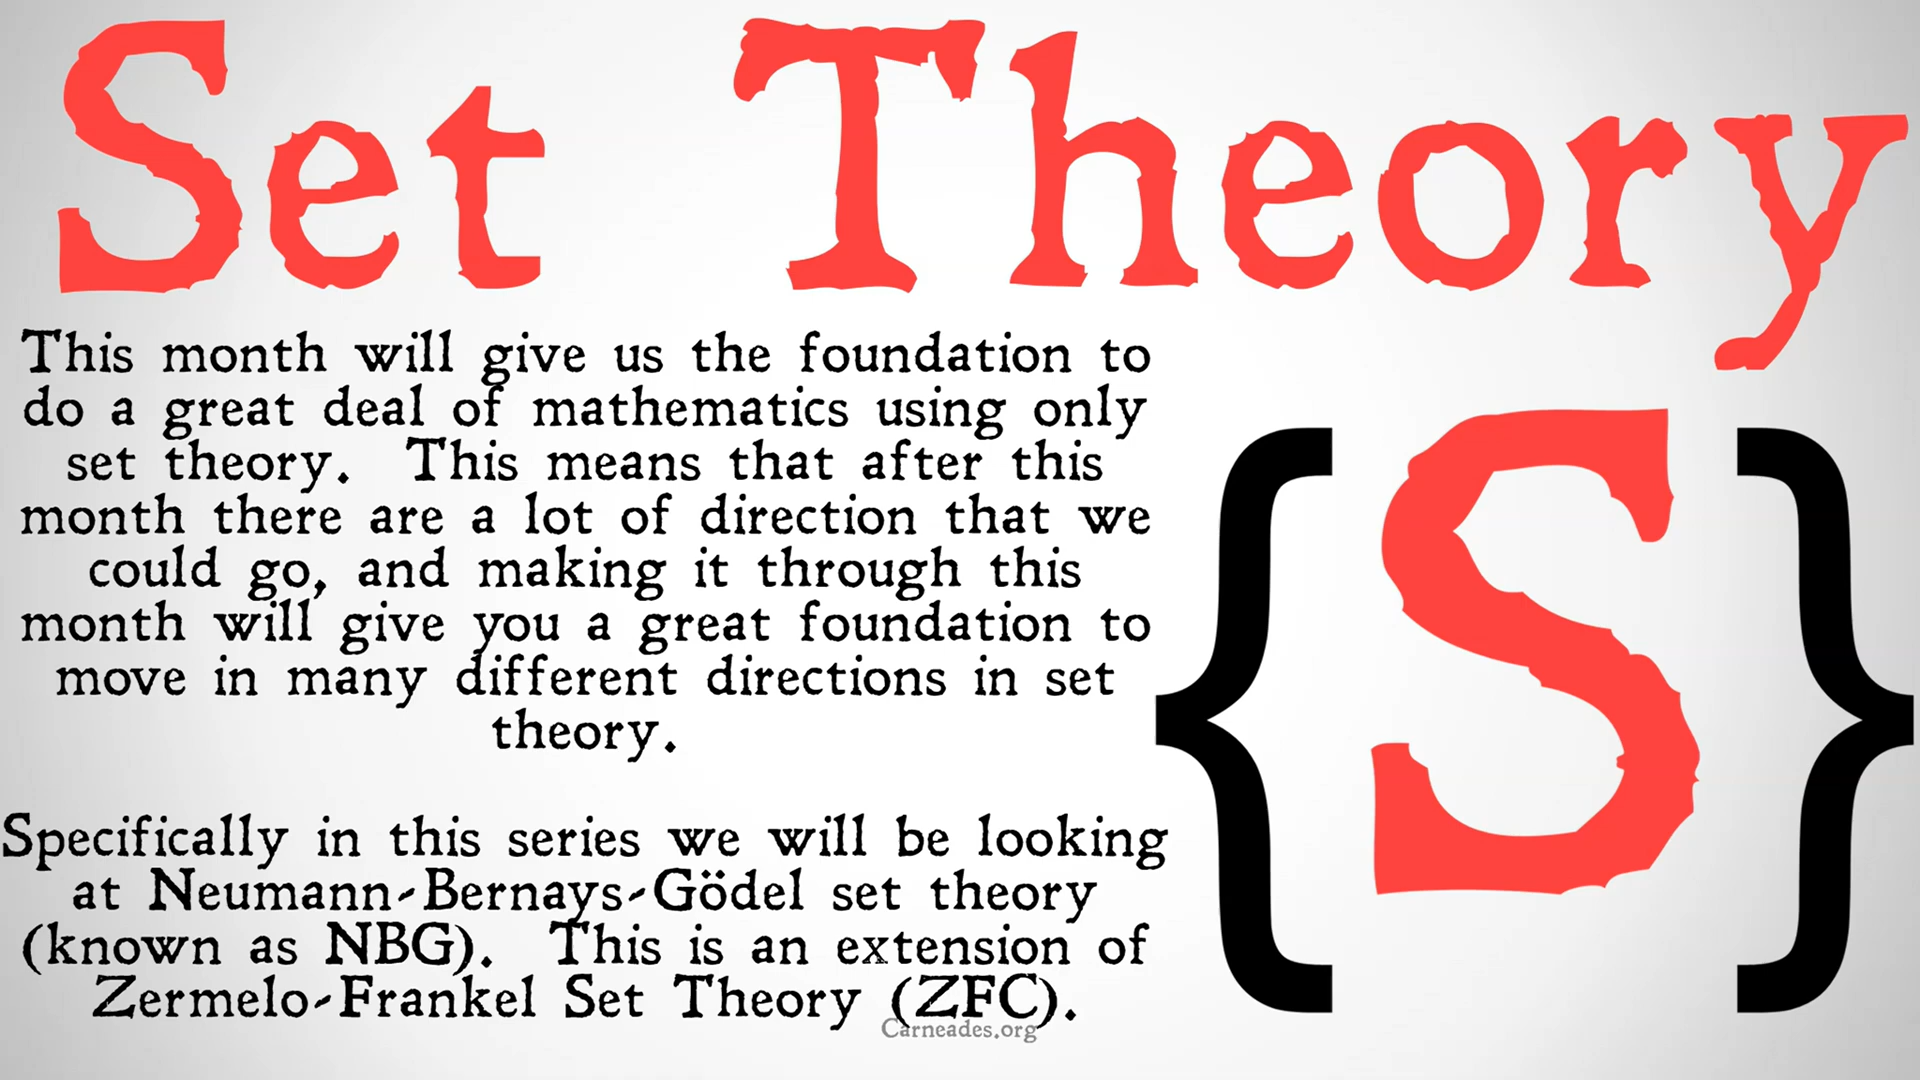 Set Theory
This month will give us the foundation to
do a great deal of mathematics using only
set theory. This means that after this
month there are a lot of direction that we
could go, and making it through this
month will give you a great foundation to
move in many different directions in set
theory.
Specifically in this series we will be looking
at Neumann-Bernays-Gödel set theory
(known as NBG). This is an extension of
Zermelo-Frankel Set Theory (ZFC).
{S}
Carneades.org